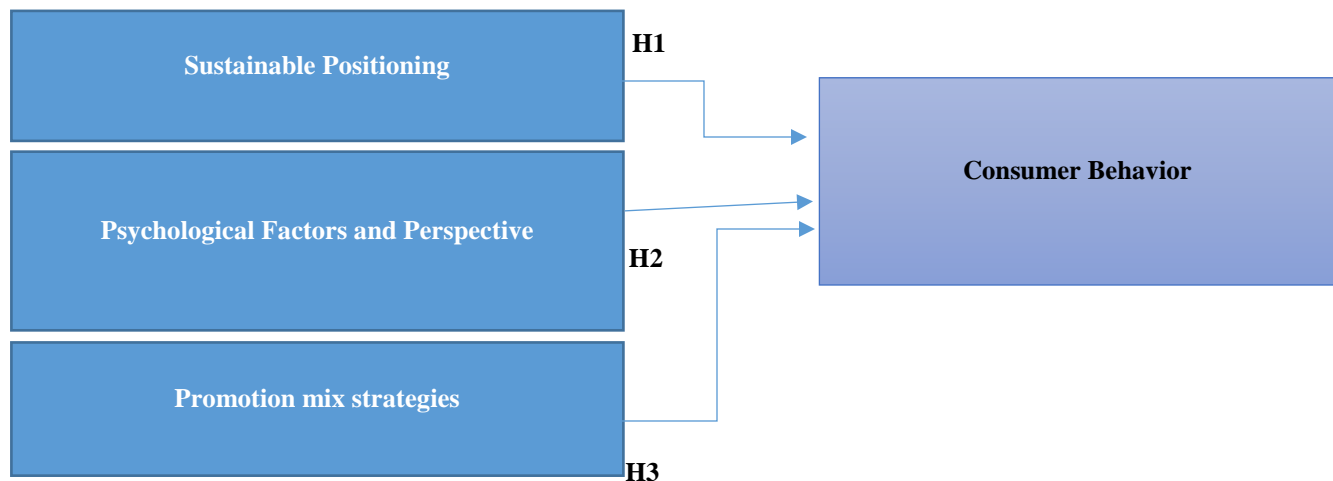 Sustainable Positioning
H1
Consumer Behavior
Psychological Factors and Perspective
H2
Promotion mix strategies
H3